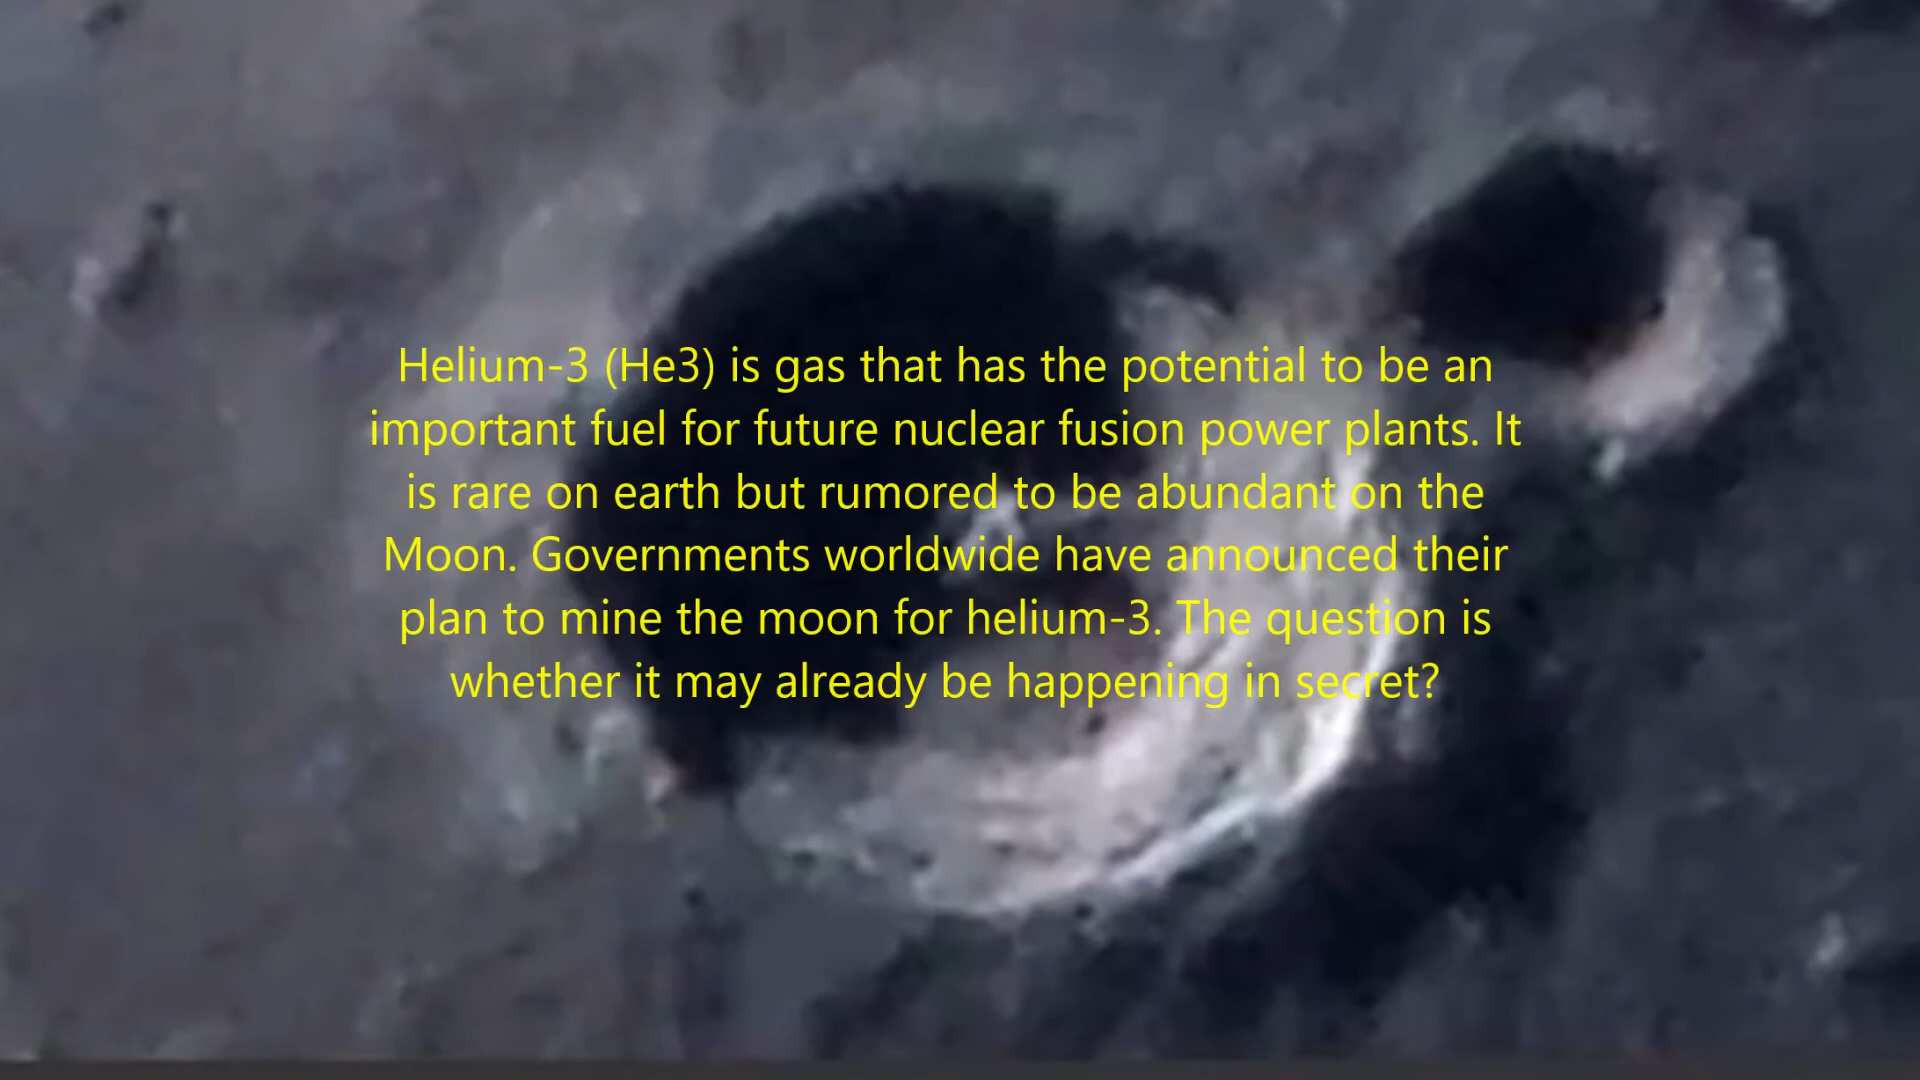 Helium-3 (He3) is gas that has the potential to be an
important fuel for future nuclear fusion power plants. It
is rare on earth but rumored to be abundant on the
Moon. Governments worldwide have announced their
plan to mine the moon for helium-3. The question is
whether it may already be happening in secret?